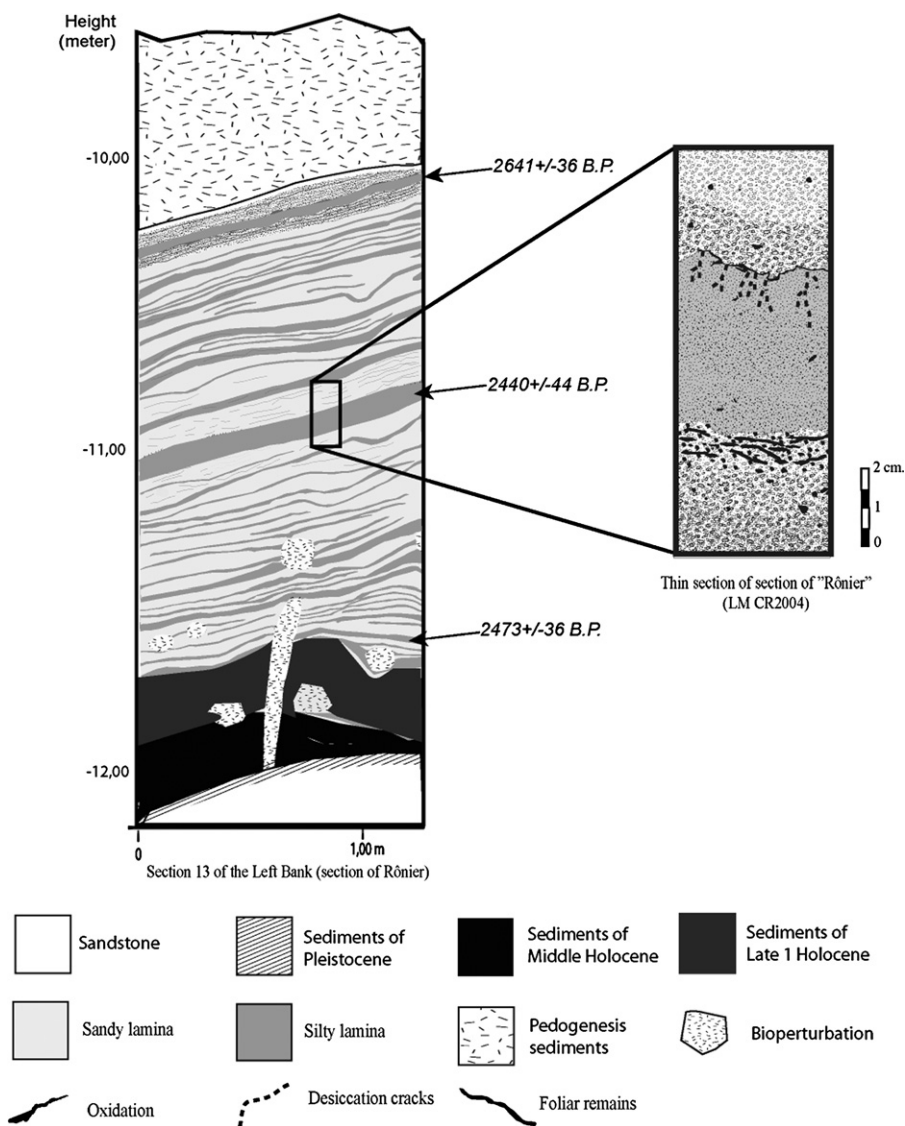 Height
(meter)
-10,00
2641+/-36 B.P.
-11,00
2440+/-44 B.P.
2 cm.
1
0
Thin section of section of "Rônier"
(LM CR2004)
2473+/-36 B.P.
-12,00
0
1,00 m
Section 13 of the Left Bank (section of Rônier)
Sandstone
Sediments of
Pleistocene
Sediments of
Middle Holocene
Sediments of
Late 1 Holocene
Sandy lamina
Silty lamina
Pedogenesis
sediments
Bioperturbation
Oxidation
Desiccation cracks
Foliar remains